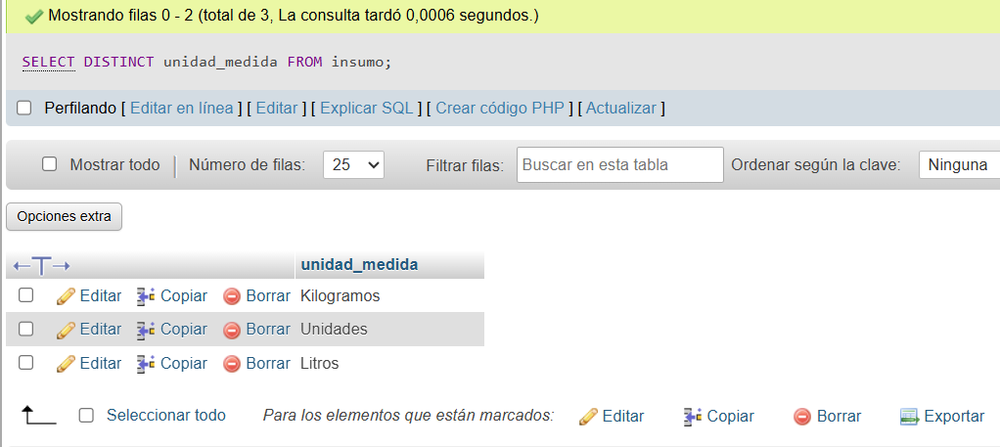 Mostrando filas 0 - 2 (total de 3, La consulta tardó 0,0006 segundos.)
SELECT DISTINCT unidad_medida FROM insumo;
Perfilando [ Editar en línea ] [ Editar ] [ Explicar SQL ] [ Crear código PHP ] [ Actualizar ]
Mostrar todo Número de filas: 25 Filtrar filas: Buscar en esta tabla Ordenar según la clave: Ninguna
Opciones extra
unidad_medida
Editar Copiar Borrar Kilogramos
Editar Copiar Borrar Unidades
Editar Copiar Borrar Litros
Seleccionar todo Para los elementos que están marcados: Editar Copiar Borrar Exportar